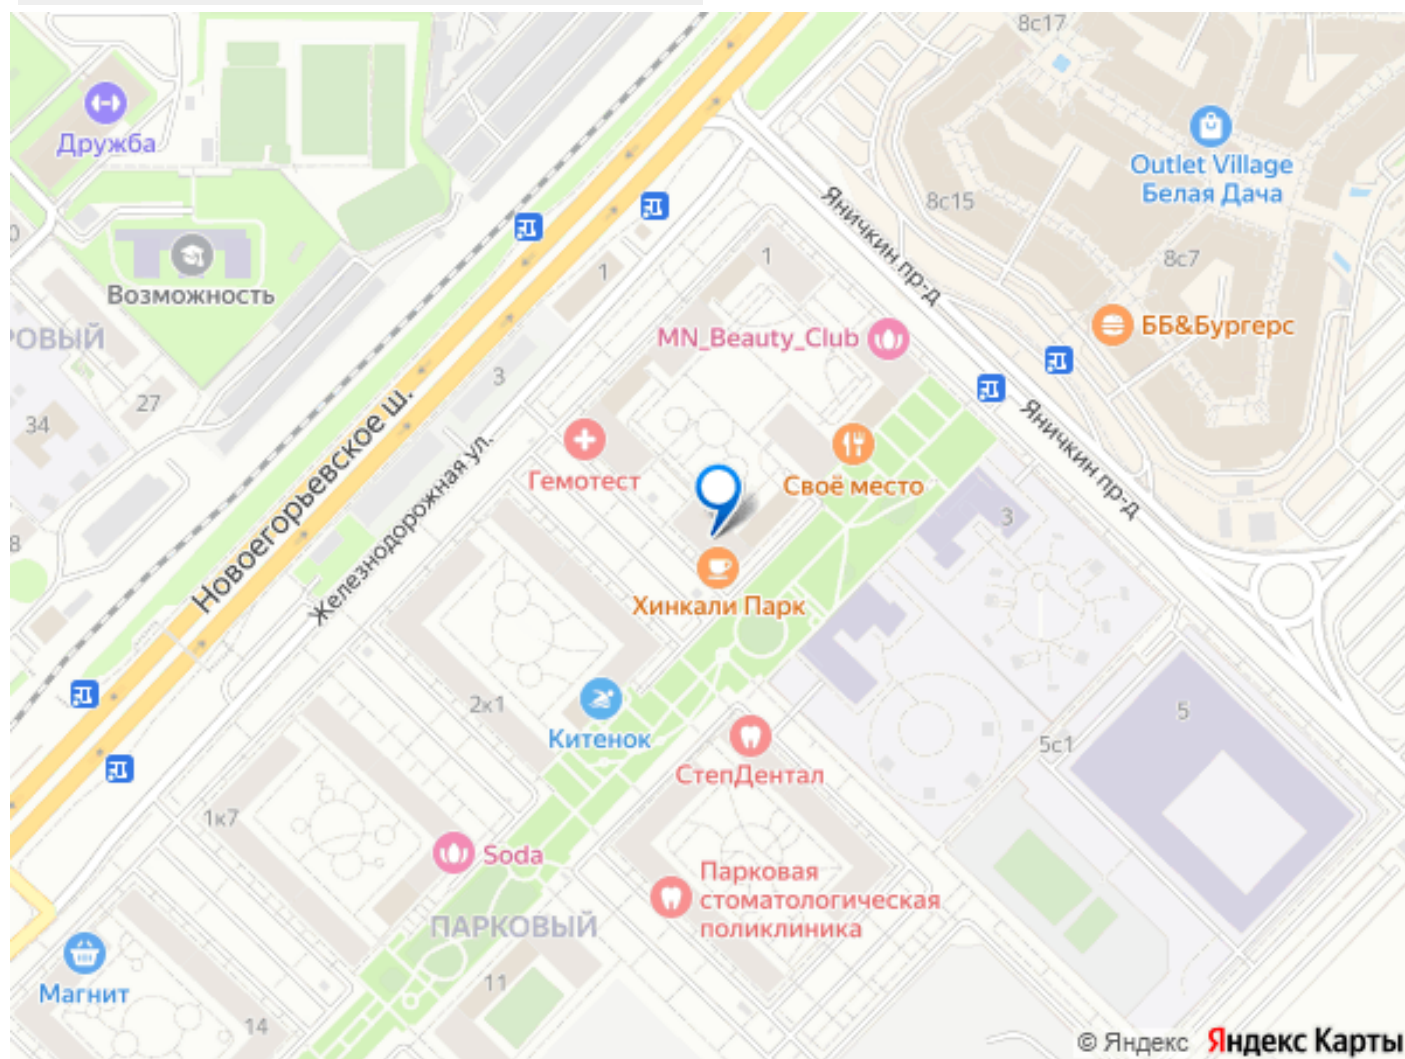 8с17
Дружба
Outlet Village
Белая Дача
8с15
Яничкин пр-д
0
1
8с7
1
Возможность
РОВЫЙ
MN_Beauty_Club
ББ&Бургерс
3
27
34
Новоегорьевское ш.
Яничкин пр-д
Гемотест
Своё место
Железнодорожная ул.
3
8
Хинкали Парк
2к1
5
Китенок
5с1
СтепДентал
1к7
Soda
Парковая
стоматологическая
поликлиника
ПАРКОВЫЙ
Магнит
11
14
© Яндекс Яндекс Карты